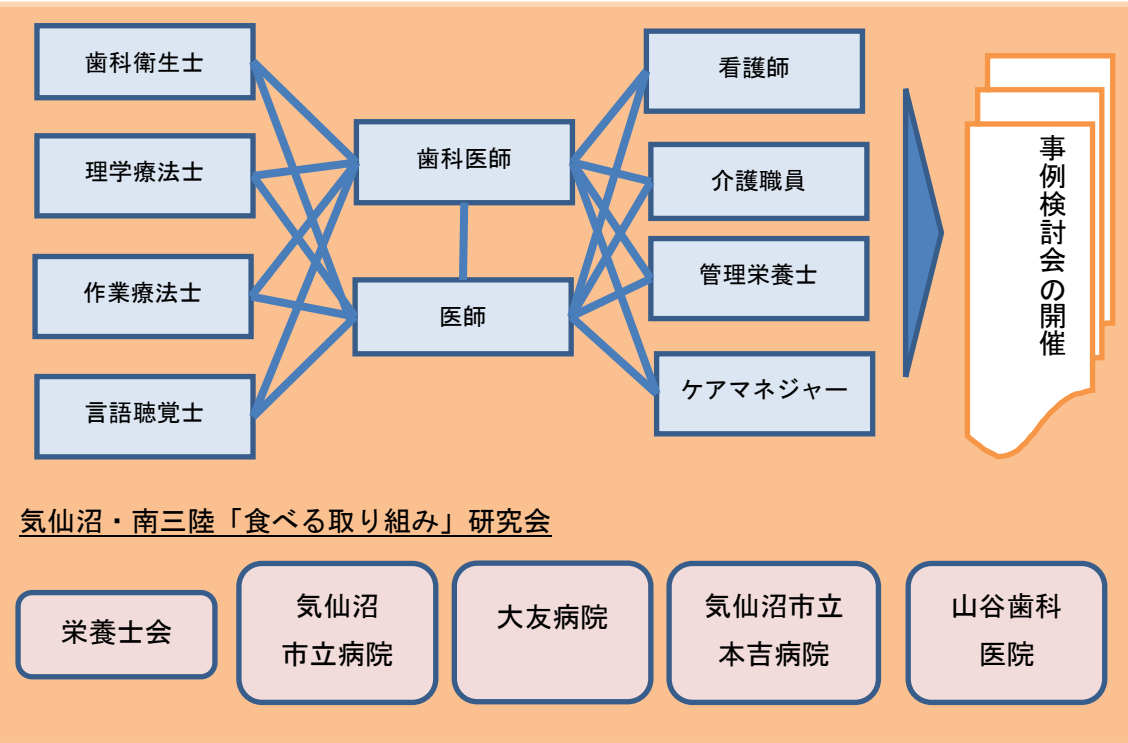 歯科衛生士
理学療法士
作業療法士
言語聴覚士
歯科医師
医師
看護師
介護職員
管理栄養士
ケアマネジャー
事例検討会の開催
気仙沼・南三陸「食べる取り組み」研究会
栄養士会
気仙沼
市立病院
大友病院
気仙沼市立
本吉病院
山谷歯科
医院